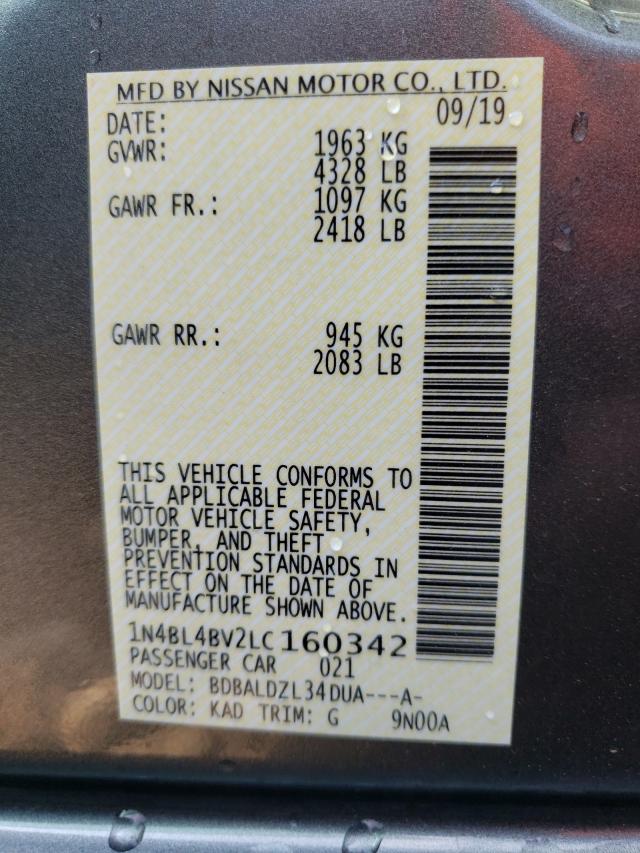 MFD BY NISSAN MOTOR CO., LTD.
DATE: 09/19
GVWR: 1963 KG
4328 LB
GAWR FR.: 1097 KG
2418 LB
GAWR RR.: 945 KG
2083 LB
THIS VEHICLE CONFORMS TO
ALL APPLICABLE FEDERAL
MOTOR VEHICLE SAFETY,
BUMPER, AND THEFT
PREVENTION STANDARDS IN
EFFECT ON THE DATE OF
MANUFACTURE SHOWN ABOVE.
1N4BL4BV2LC160342
PASSENGER CAR 021
MODEL: BDBALDZL34DUA---A-
COLOR: KAD TRIM: G 9N00A